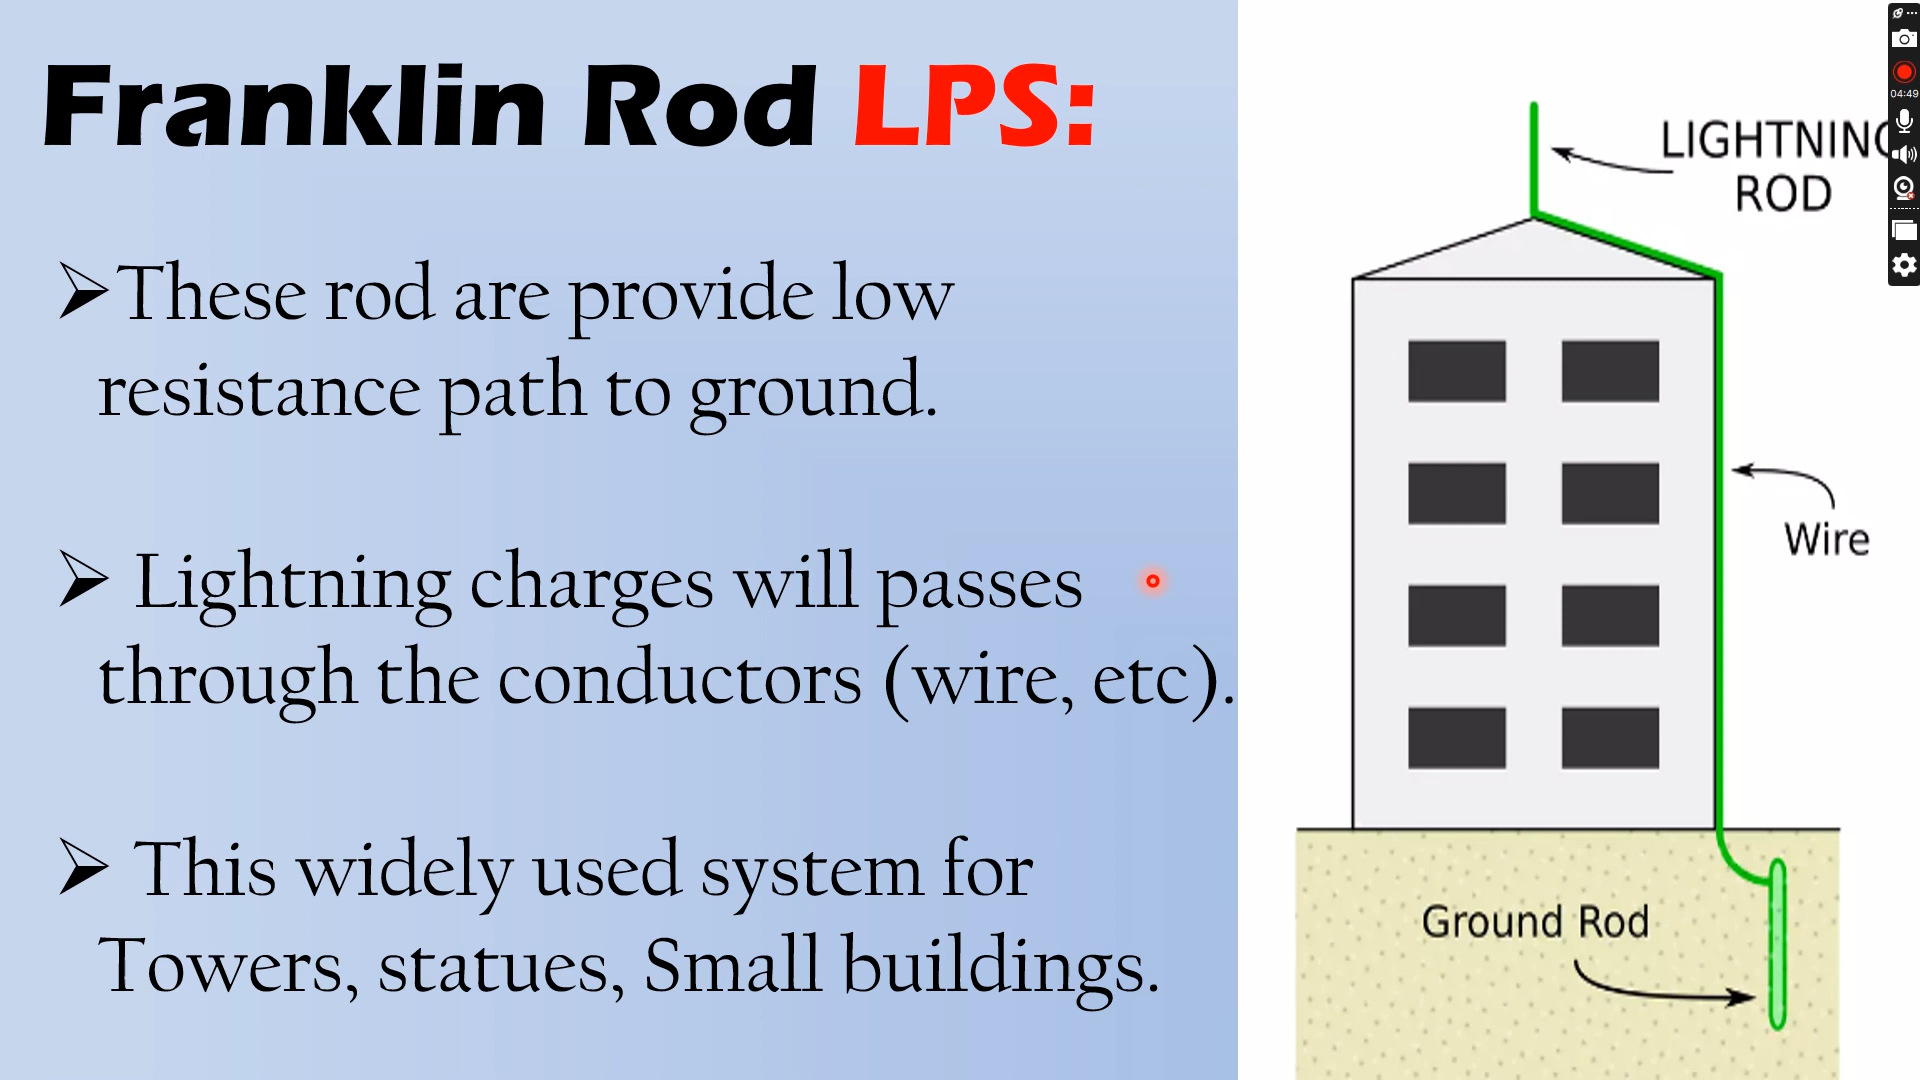 Franklin Rod LPS:
➢These rod are provide low
resistance path to ground.
➢ Lightning charges will passes
through the conductors (wire, etc).
➢ This widely used system for
Towers, statues, Small buildings.
LIGHTNING
ROD
Wire
Ground Rod
04:49